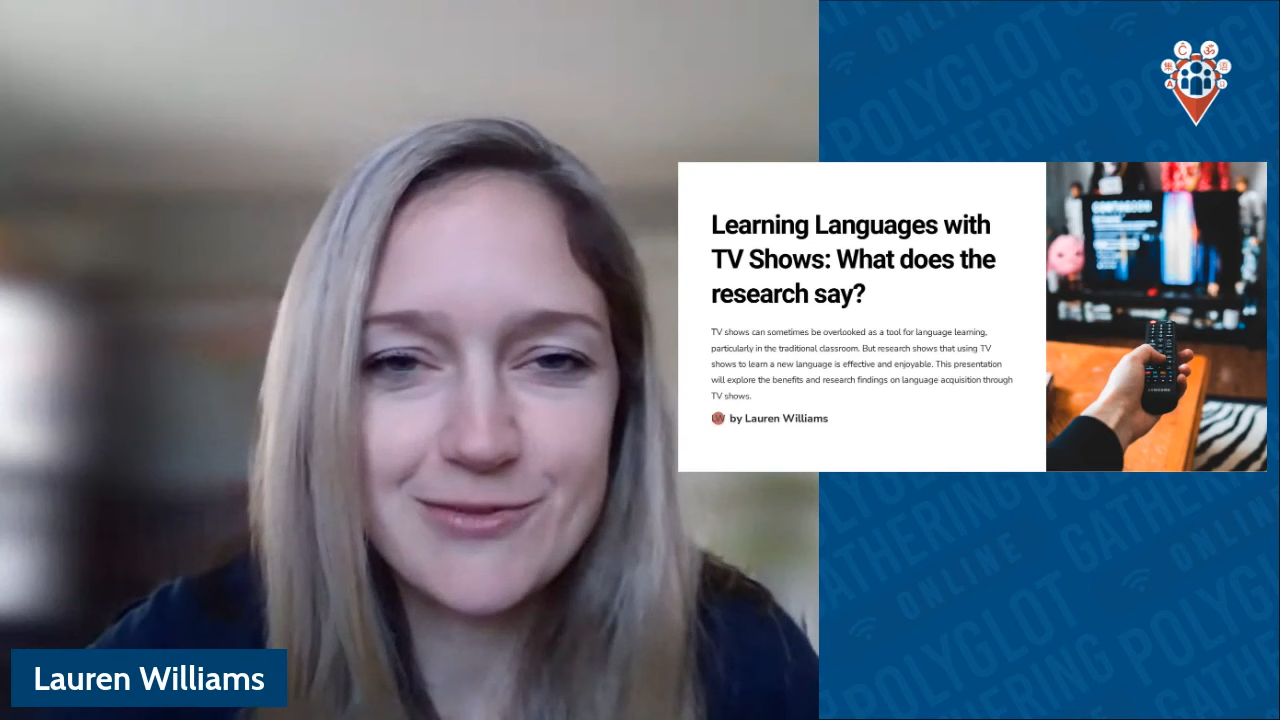 Learning Languages with
TV Shows: What does the
research say?
TV shows can sometimes be overlooked as a tool for language learning,
particularly in the traditional classroom. But research shows that using TV
shows to learn a new language is effective and enjoyable. This presentation
will explore the benefits and research findings on language acquisition through
TV shows.
by Lauren Williams
Lauren Williams
POLYGLOT
GATHERING
ONLINE